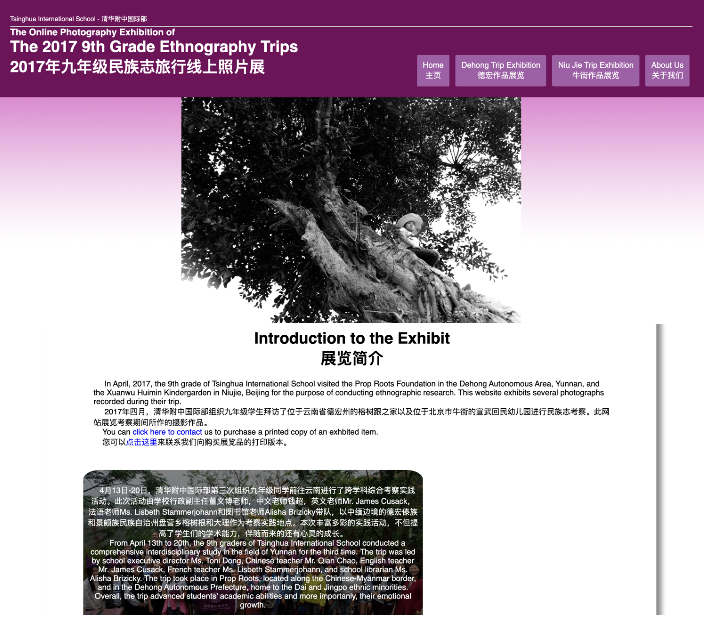 Tsinghua International School - 清华附中国际部
The Online Photography Exhibition of
The 2017 9th Grade Ethnography Trips
2017年九年级民族志旅行线上照片展
Home
主页
Dehong Trip Exhibition
德宏作品展览
Niu Jie Trip Exhibition
牛街作品展览
About Us
关于我们
Introduction to the Exhibit
展览简介
In April, 2017, the 9th grade of Tsinghua International School visited the Prop Roots Foundation in the Dehong Autonomous Area, Yunnan, and
the Xuanwu Huimin Kindergarden in Niujie, Beijing for the purpose of conducting ethnographic research. This website exhibits several photographs
recorded during their trip.
2017年四月，清华附中国际部组织九年级学生拜访了位于云南省德宏州的榕树跟之家以及位于北京市牛街的宣武回民幼儿园进行民族志考察。此网
站展览考察期间所作的摄影作品。
You can click here to contact us to purchase a printed copy of an exhbited item.
您可以点击这里来联系我们向购买展览品的打印版本。
4月13日-20日，清华附中国际部第三次组织九年级同学前往云南进行了跨学科综合考察实践
活动，此次活动由学校行政副主任董文博老师，中文老师钱超，英文老师Mr. James Cusack,
法语老师Ms. Lisbeth Stammerjohann和图书馆老师Alisha Brizicky带队，以中缅边境的德宏傣族
和景颇族民族自治州盘营乡榕树根和大理作为考察实践地点。本次丰富多彩的实践活动，不但提
高了学生们的学术能力，伴随而来的还有心灵的成长。
From April 13th to 20th, the 9th graders of Tsinghua International School conducted a
comprehensive interdisciplinary study in the field of Yunnan for the third time. The trip was led
by school executive director Ms. Toni Dong, Chinese teacher Mr. Qian Chao, English teacher
Mr. James Cusack, French teacher Ms. Lisbeth Stammerjohann, and school librarian Ms.
Alisha Brizicky. The trip took place in Prop Roots, located along the Chinese-Myanmar border,
and in the Dehong Autonomous Prefecture, home to the Dai and Jingpo ethnic minorities.
Overall, the trip advanced students' academic abilities and more importantly, their emotional
growth.